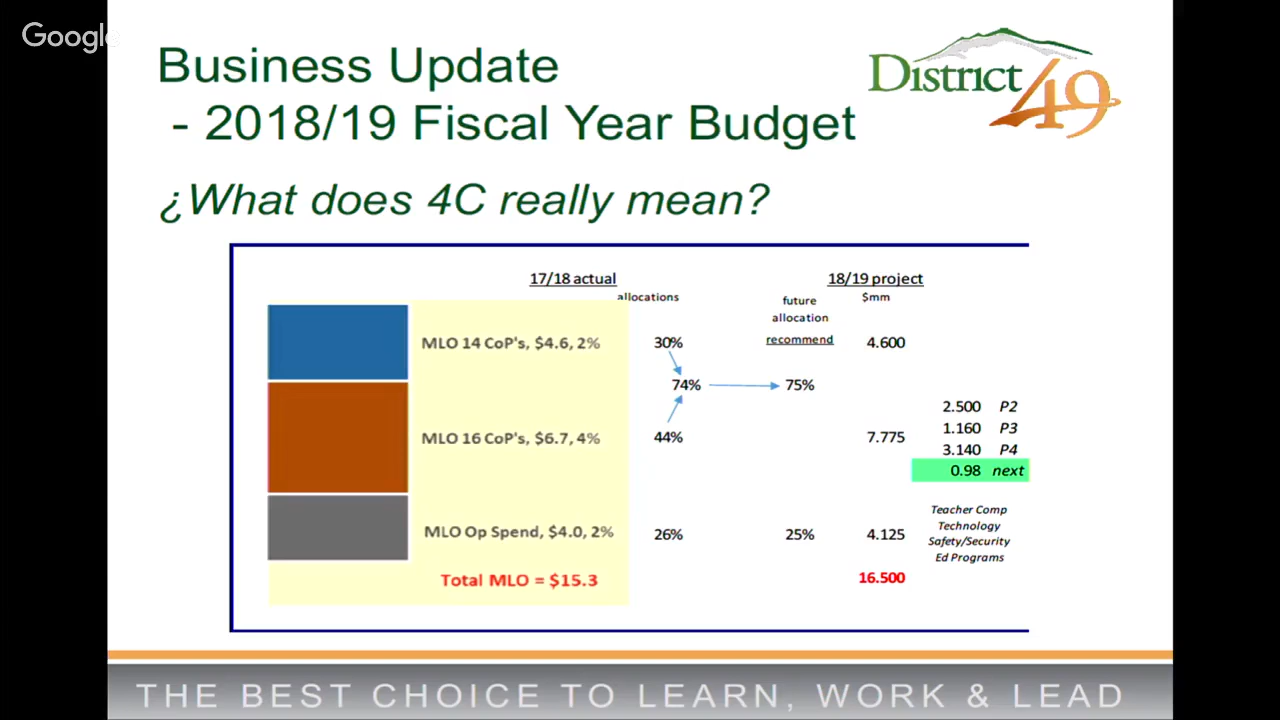 Google
Business Update
- 2018/19 Fiscal Year Budget
District 49
¿What does 4C really mean?
17/18 actual
18/19 project
allocations
future
allocation
recommend
$mm
MLO 14 CoP's, $4.6, 2%
30%
4.600
74%
75%
2.500 P2
1.160 P3
3.140 P4
0.98 next
MLO 16 CoP's, $6.7, 4%
44%
7.775
MLO Op Spend, $4.0, 2%
26%
25%
4.125
Teacher Comp
Technology
Safety/Security
Ed Programs
Total MLO = $15.3
16.500
THE BEST CHOICE TO LEARN, WORK & LEAD